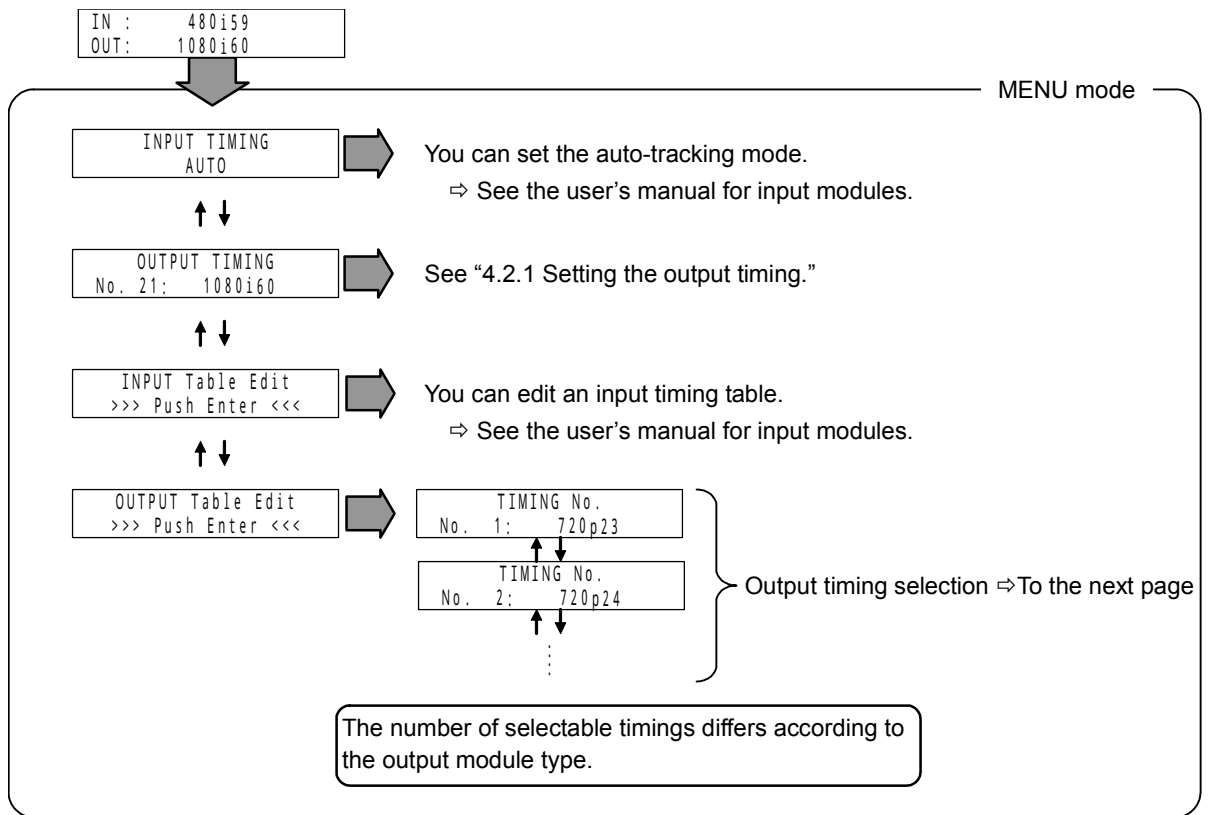 IN : 480i59
OUT: 1080i60
MENU mode
INPUT TIMING
AUTO
You can set the auto-tracking mode.
⇨ See the user’s manual for input modules.
OUTPUT TIMING
No. 21: 1080i60
See “4.2.1 Setting the output timing.”
INPUT Table Edit
>>> Push Enter <<<
You can edit an input timing table.
⇨ See the user’s manual for input modules.
OUTPUT Table Edit
>>> Push Enter <<<
TIMING No.
No. 1: 720p23
TIMING No.
No. 2: 720p24
Output timing selection ⇨To the next page
The number of selectable timings differs according to
the output module type.